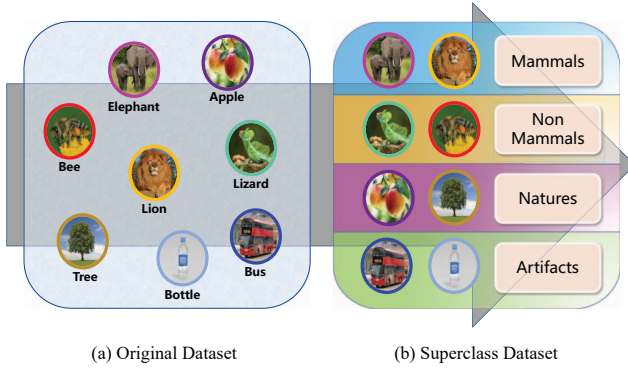 Elephant
Apple
Bee
Lion
Lizard
Tree
Bottle
Bus
Mammals
Non
Mammals
Natures
Artifacts
(a) Original Dataset
(b) Superclass Dataset